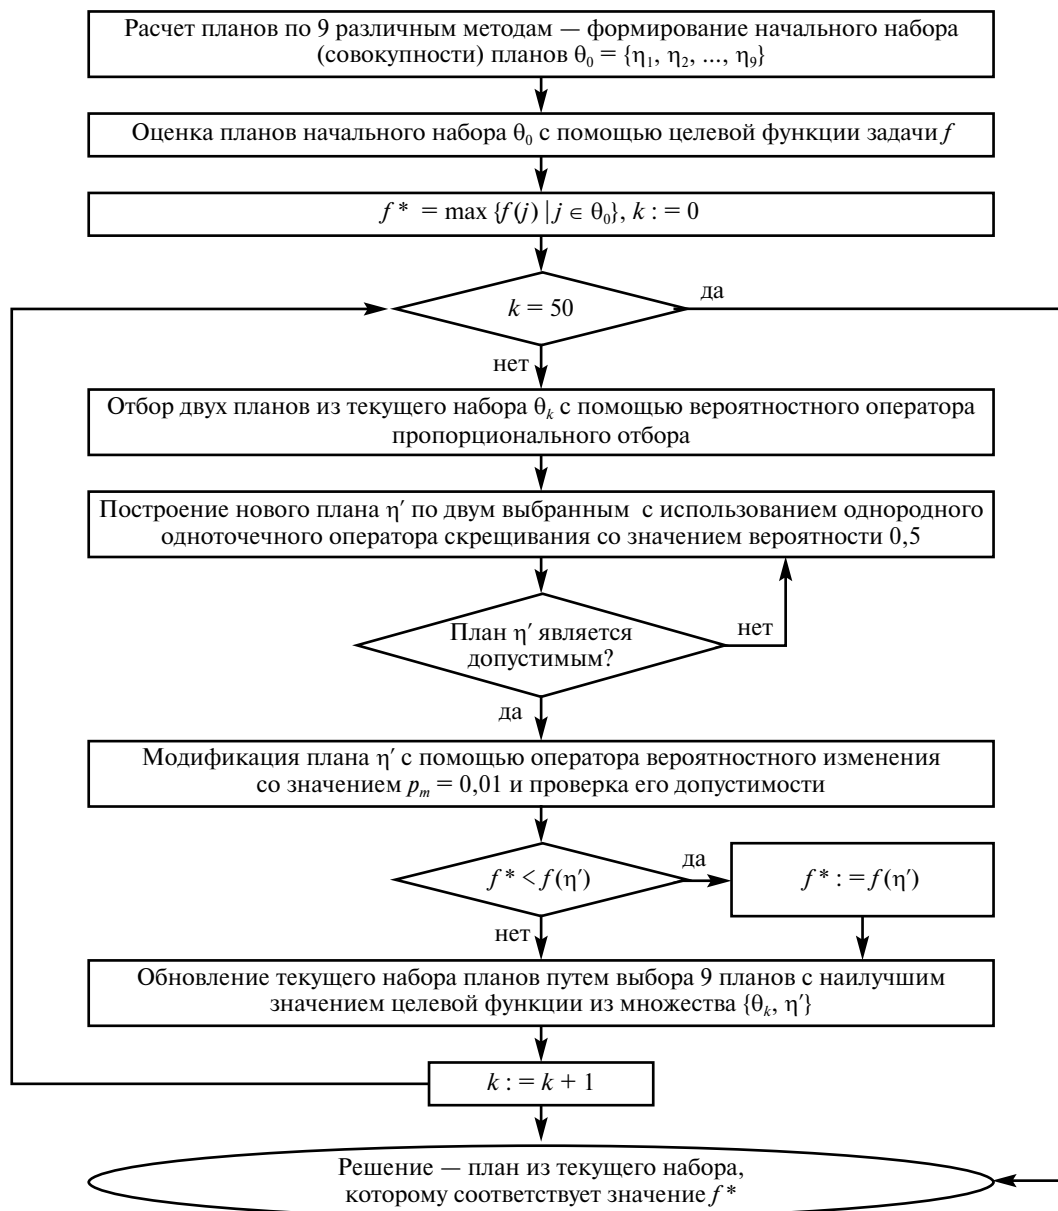 Расчет планов по 9 различным методам — формирование начального набора
(совокупности) планов θ₀ = {η₁, η₂, ..., η₉}
Оценка планов начального набора θ₀ с помощью целевой функции задачи f
f * = max {f(j) | j ∈ θ₀}, k : = 0
k = 50
да
нет
Отбор двух планов из текущего набора θₖ с помощью вероятностного оператора
пропорционального отбора
Построение нового плана η′ по двум выбранным с использованием однородного
одноточечного оператора скрещивания со значением вероятности 0,5
План η′ является
допустимым?
нет
да
Модификация плана η′ с помощью оператора вероятностного изменения
со значением pₘ = 0,01 и проверка его допустимости
f * < f(η′)
да
f * : = f(η′)
нет
Обновление текущего набора планов путем выбора 9 планов с наилучшим
значением целевой функции из множества {θₖ, η′}
k : = k + 1
Решение — план из текущего набора,
которому соответствует значение f *